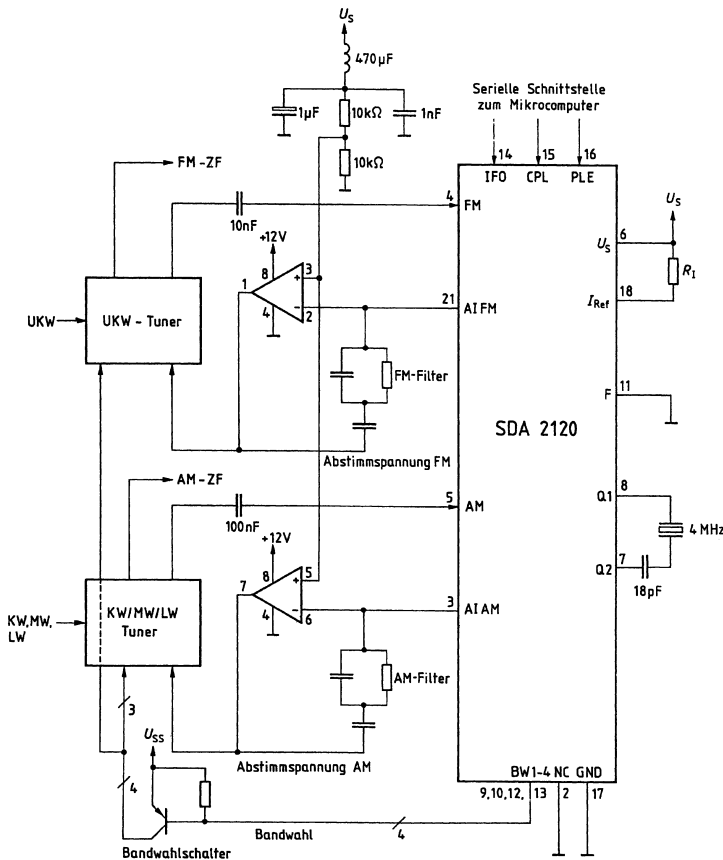 U_S
470µF
1µF
10kΩ
1nF
10kΩ
Serielle Schnittstelle
zum Mikrocomputer
14
15
16
IFO
CPL
PLE
FM-ZF
10nF
4
FM
U_S
6
U_S
R_I
18
I_Ref
+12V
8
3
1
+
-
4
2
21
AI FM
UKW
UKW - Tuner
FM-Filter
11
F
Abstimmspannung FM
SDA 2120
AM-ZF
100nF
5
AM
8
Q1
4 MHz
7
Q2
18pF
+12V
8
5
7
+
-
4
6
3
AI AM
KW, MW,
LW
KW/MW/LW
Tuner
AM-Filter
3
U_SS
Abstimmspannung AM
4
BW1-4 NC GND
9,10,12, 13 2 17
Bandwahl
4
Bandwahlschalter